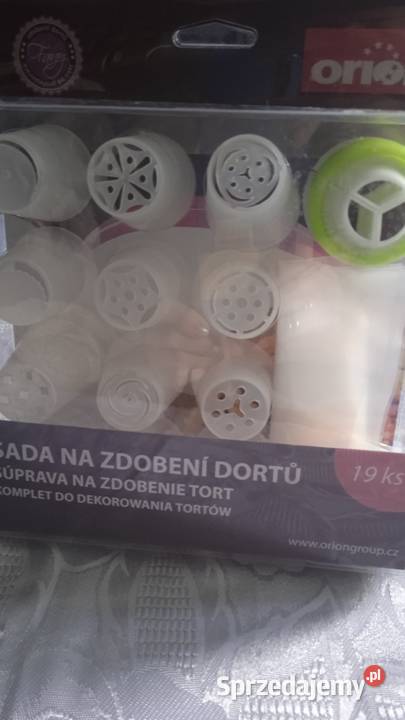 orion
SADA NA ZDOBENÍ DORTŮ
SÚPRAVA NA ZDOBENIE TORT
KOMPLET DO DEKOROWANIA TORTÓW
19 ks
www.oriongroup.cz
Sprzedajemy.pl